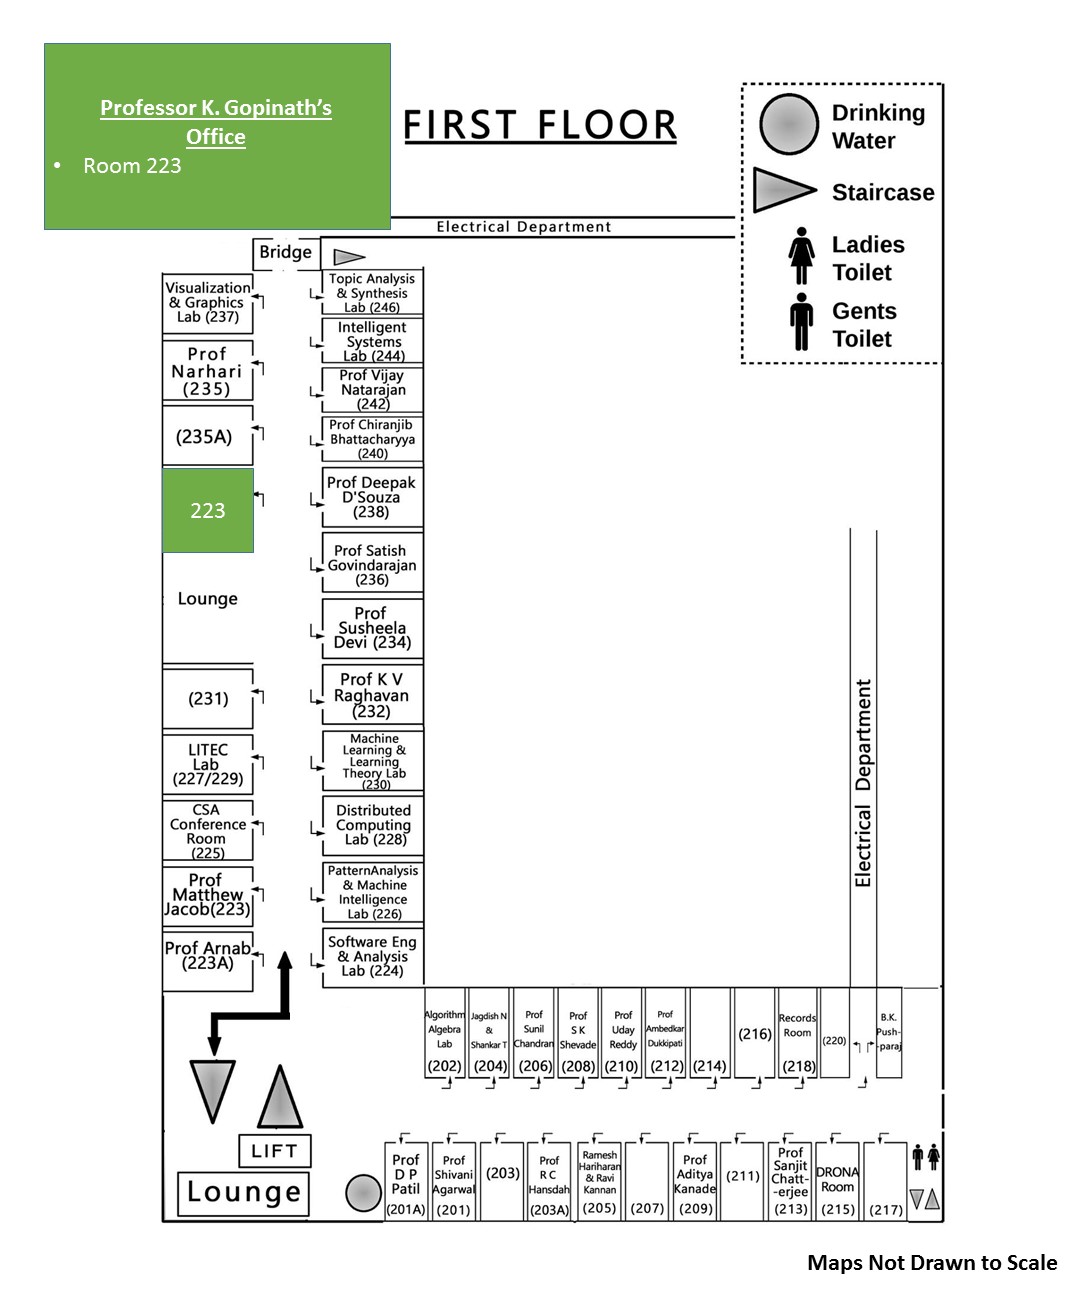 Professor K. Gopinath's
Office
• Room 223
FIRST FLOOR
Drinking
Water
Staircase
Ladies
Toilet
Gents
Toilet
Electrical Department
Bridge
Visualization
& Graphics
Lab (237)
Prof
Narhari
(235)
(235A)
223
Lounge
(231)
LITEC
Lab
(227/229)
CSA
Conference
Room
(225)
Prof
Matthew
Jacob(223)
Prof Arnab
(223A)
Topic Analysis
& Synthesis
Lab (246)
Intelligent
Systems
Lab (244)
Prof Vijay
Natarajan
(242)
Prof Chiranjib
Bhattacharyya
(240)
Prof Deepak
D'Souza
(238)
Prof Satish
Govindarajan
(236)
Prof
Susheela
Devi (234)
Prof K V
Raghavan
(232)
Machine
Learning &
Learning
Theory Lab
(230)
Distributed
Computing
Lab (228)
PatternAnalysis
& Machine
Intelligence
Lab (226)
Software Eng
& Analysis
Lab (224)
Electrical Department
Algorithm
Algebra
Lab
(202)
Jagdish N
&
Shankar T
(204)
Prof
Sunil
Chandran
(206)
Prof
S K
Shevade
(208)
Prof
Uday
Reddy
(210)
Prof
Ambedkar
Dukkipati
(212)
(214)
(216)
Records
Room
(218)
(220)
B.K.
Push-
-paraj
LIFT
Lounge
Prof
D P
Patil
(201A)
Prof
Shivani
Agarwal
(201)
(203)
Prof
R C
Hansdah
(203A)
Ramesh
Hariharan
& Ravi
Kannan
(205)
(207)
Prof
Aditya
Kanade
(209)
(211)
Prof
Sanjit
Chatt-
-erjee
(213)
DRONA
Room
(215)
(217)
Maps Not Drawn to Scale